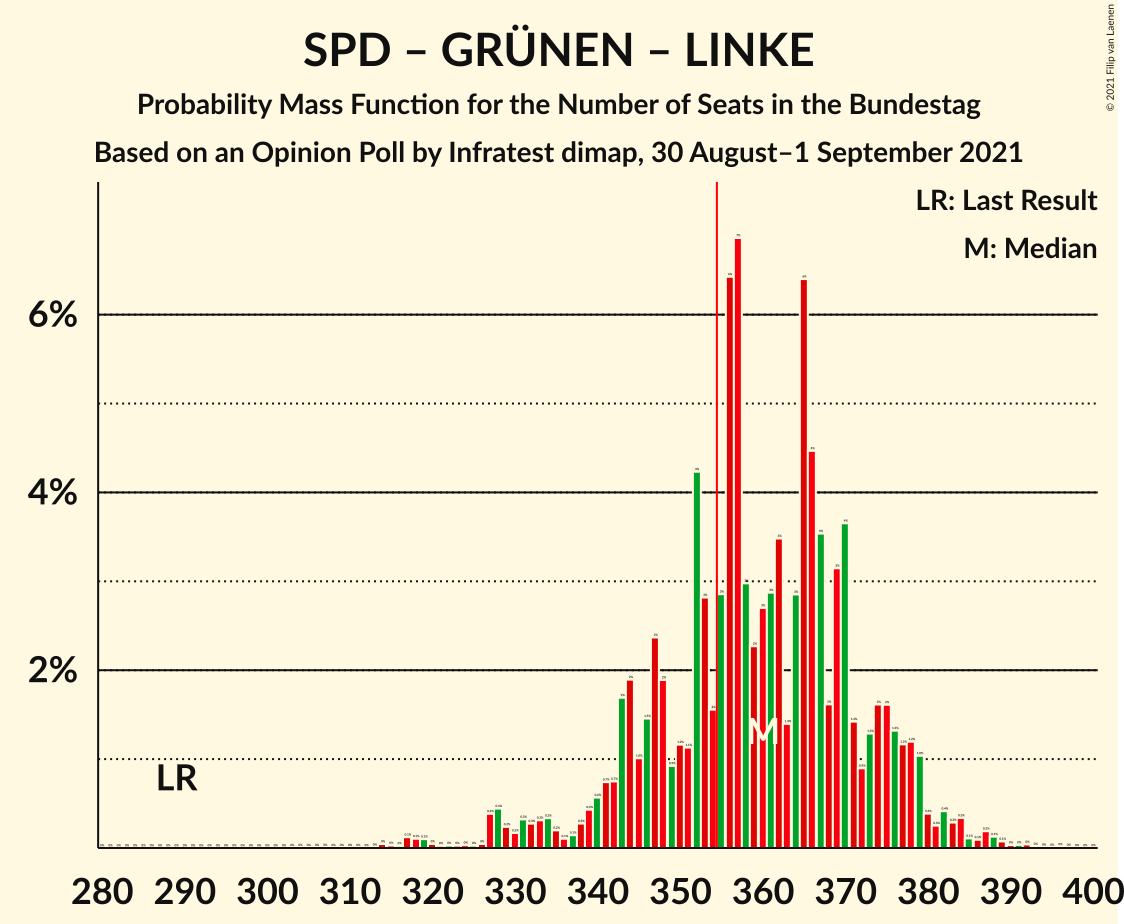 SPD – GRÜNEN – LINKE
Probability Mass Function for the Number of Seats in the Bundestag
Based on an Opinion Poll by Infratest dimap, 30 August–1 September 2021
© 2021 Filip van Laenen
LR: Last Result
M: Median
6%
4%
2%
LR
M
280 290 300 310 320 330 340 350 360 370 380 390 400